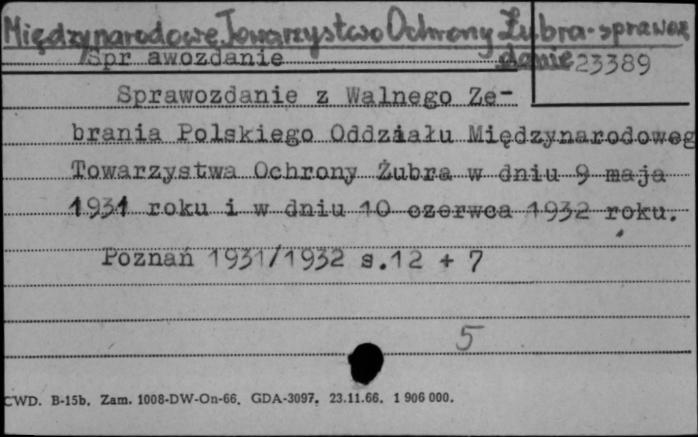 Międzynarodowe Towarzystwo Ochrony Żubra - sprawoz
danie
/Spr awozdanie
23389
Sprawozdanie z Walnego Ze-
brania Polskiego Oddziału Międzynarodoweg
Towarzystwa Ochrony Żubra w dniu 9 maja
1931 roku i w dniu 10 czerwca 1932 roku.
Poznań 1931/1932 s.12 + 7
5
CWD. B-15b. Zam. 1008-DW-On-66. GDA-3097. 23.11.66. 1 906 000.